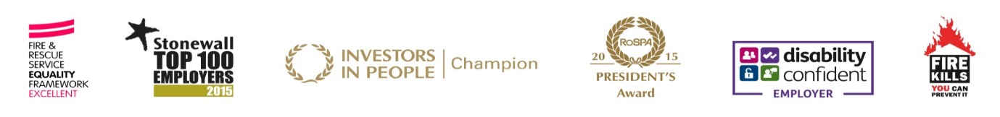 FIRE &
RESCUE
SERVICE
EQUALITY
FRAMEWORK
EXCELLENT
Stonewall
TOP 100
EMPLOYERS
2015
INVESTORS
IN PEOPLE
Champion
RoSPA
20 15
PRESIDENT'S
Award
disability
confident
EMPLOYER
FIRE
KILLS
YOU CAN
PREVENT IT